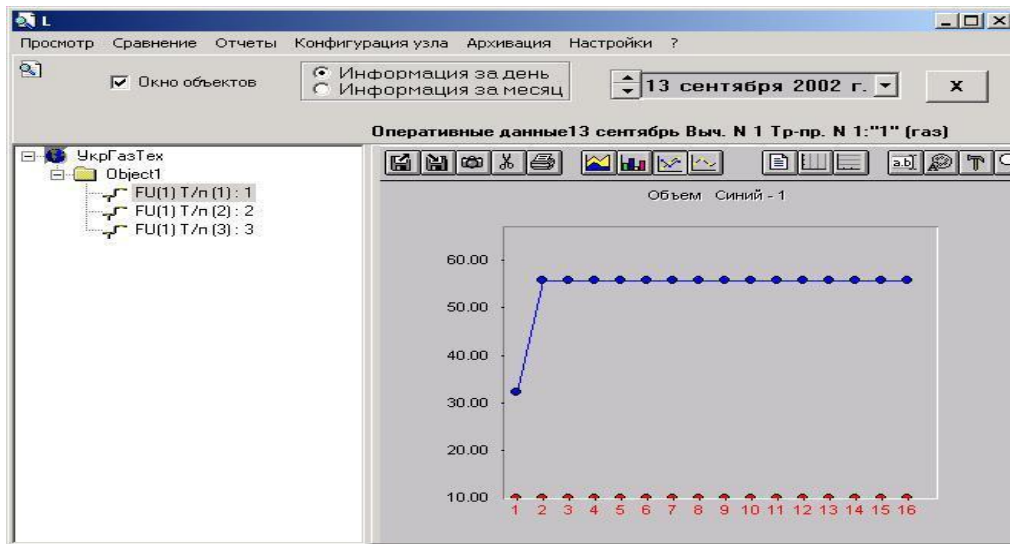 L
Просмотр Сравнение Отчеты Конфигурация узла Архивация Настройки ?
Окно объектов
Информация за день
Информация за месяц
13 сентября 2002 г.
X
Оперативные данные13 сентябрь Выч. N 1 Тр-пр. N 1:"1" (газ)
УкрГазТех
Object1
FU(1) Т/п (1) : 1
FU(1) Т/п (2) : 2
FU(1) Т/п (3) : 3
a.b
Объем Синий - 1
60.00
50.00
40.00
30.00
20.00
10.00
1 2 3 4 5 6 7 8 9 10 11 12 13 14 15 16